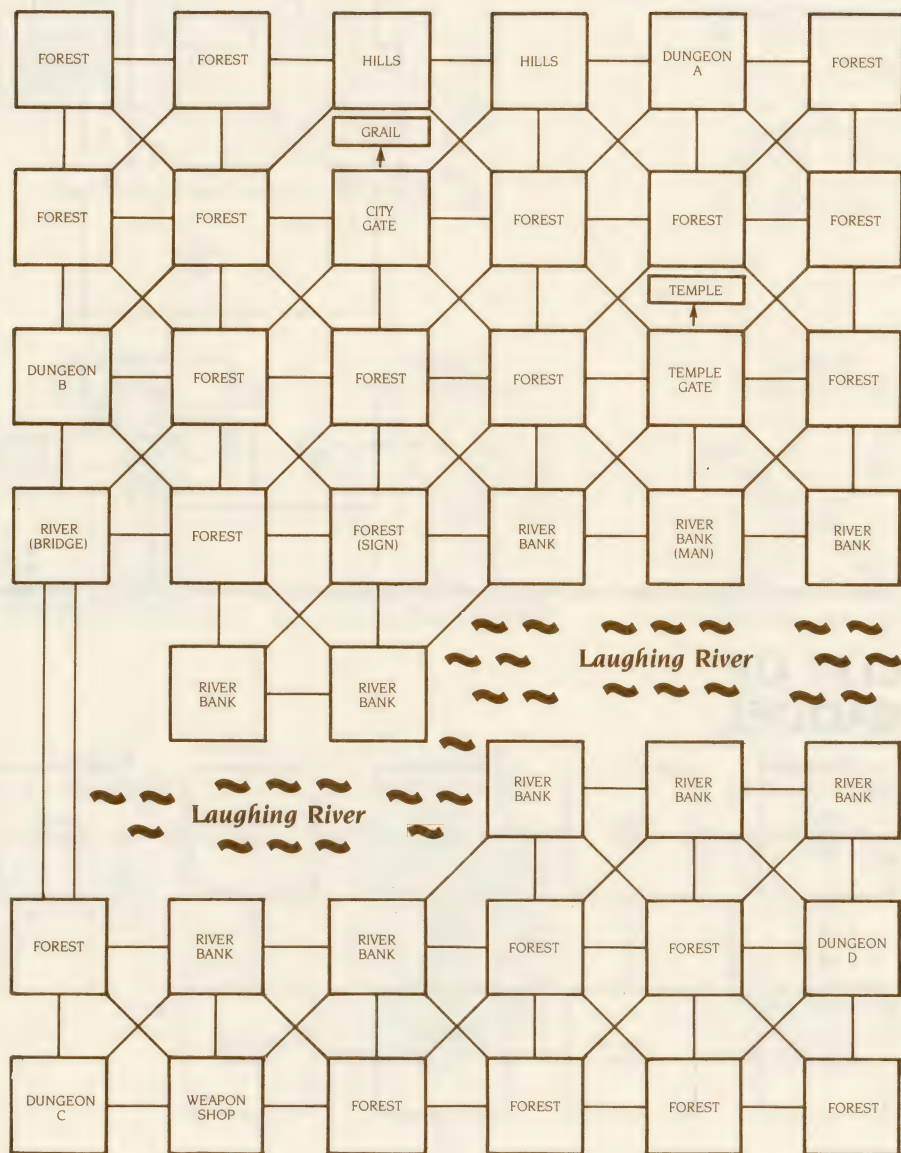 FOREST
FOREST
HILLS
HILLS
DUNGEON
A
FOREST
GRAIL
FOREST
FOREST
CITY
GATE
FOREST
FOREST
FOREST
TEMPLE
DUNGEON
B
FOREST
FOREST
FOREST
TEMPLE
GATE
FOREST
RIVER
(BRIDGE)
FOREST
FOREST
(SIGN)
RIVER
BANK
RIVER
BANK
(MAN)
RIVER
BANK
Laughing River
RIVER
BANK
RIVER
BANK
RIVER
BANK
RIVER
BANK
RIVER
BANK
Laughing River
FOREST
RIVER
BANK
RIVER
BANK
FOREST
FOREST
DUNGEON
D
DUNGEON
C
WEAPON
SHOP
FOREST
FOREST
FOREST
FOREST